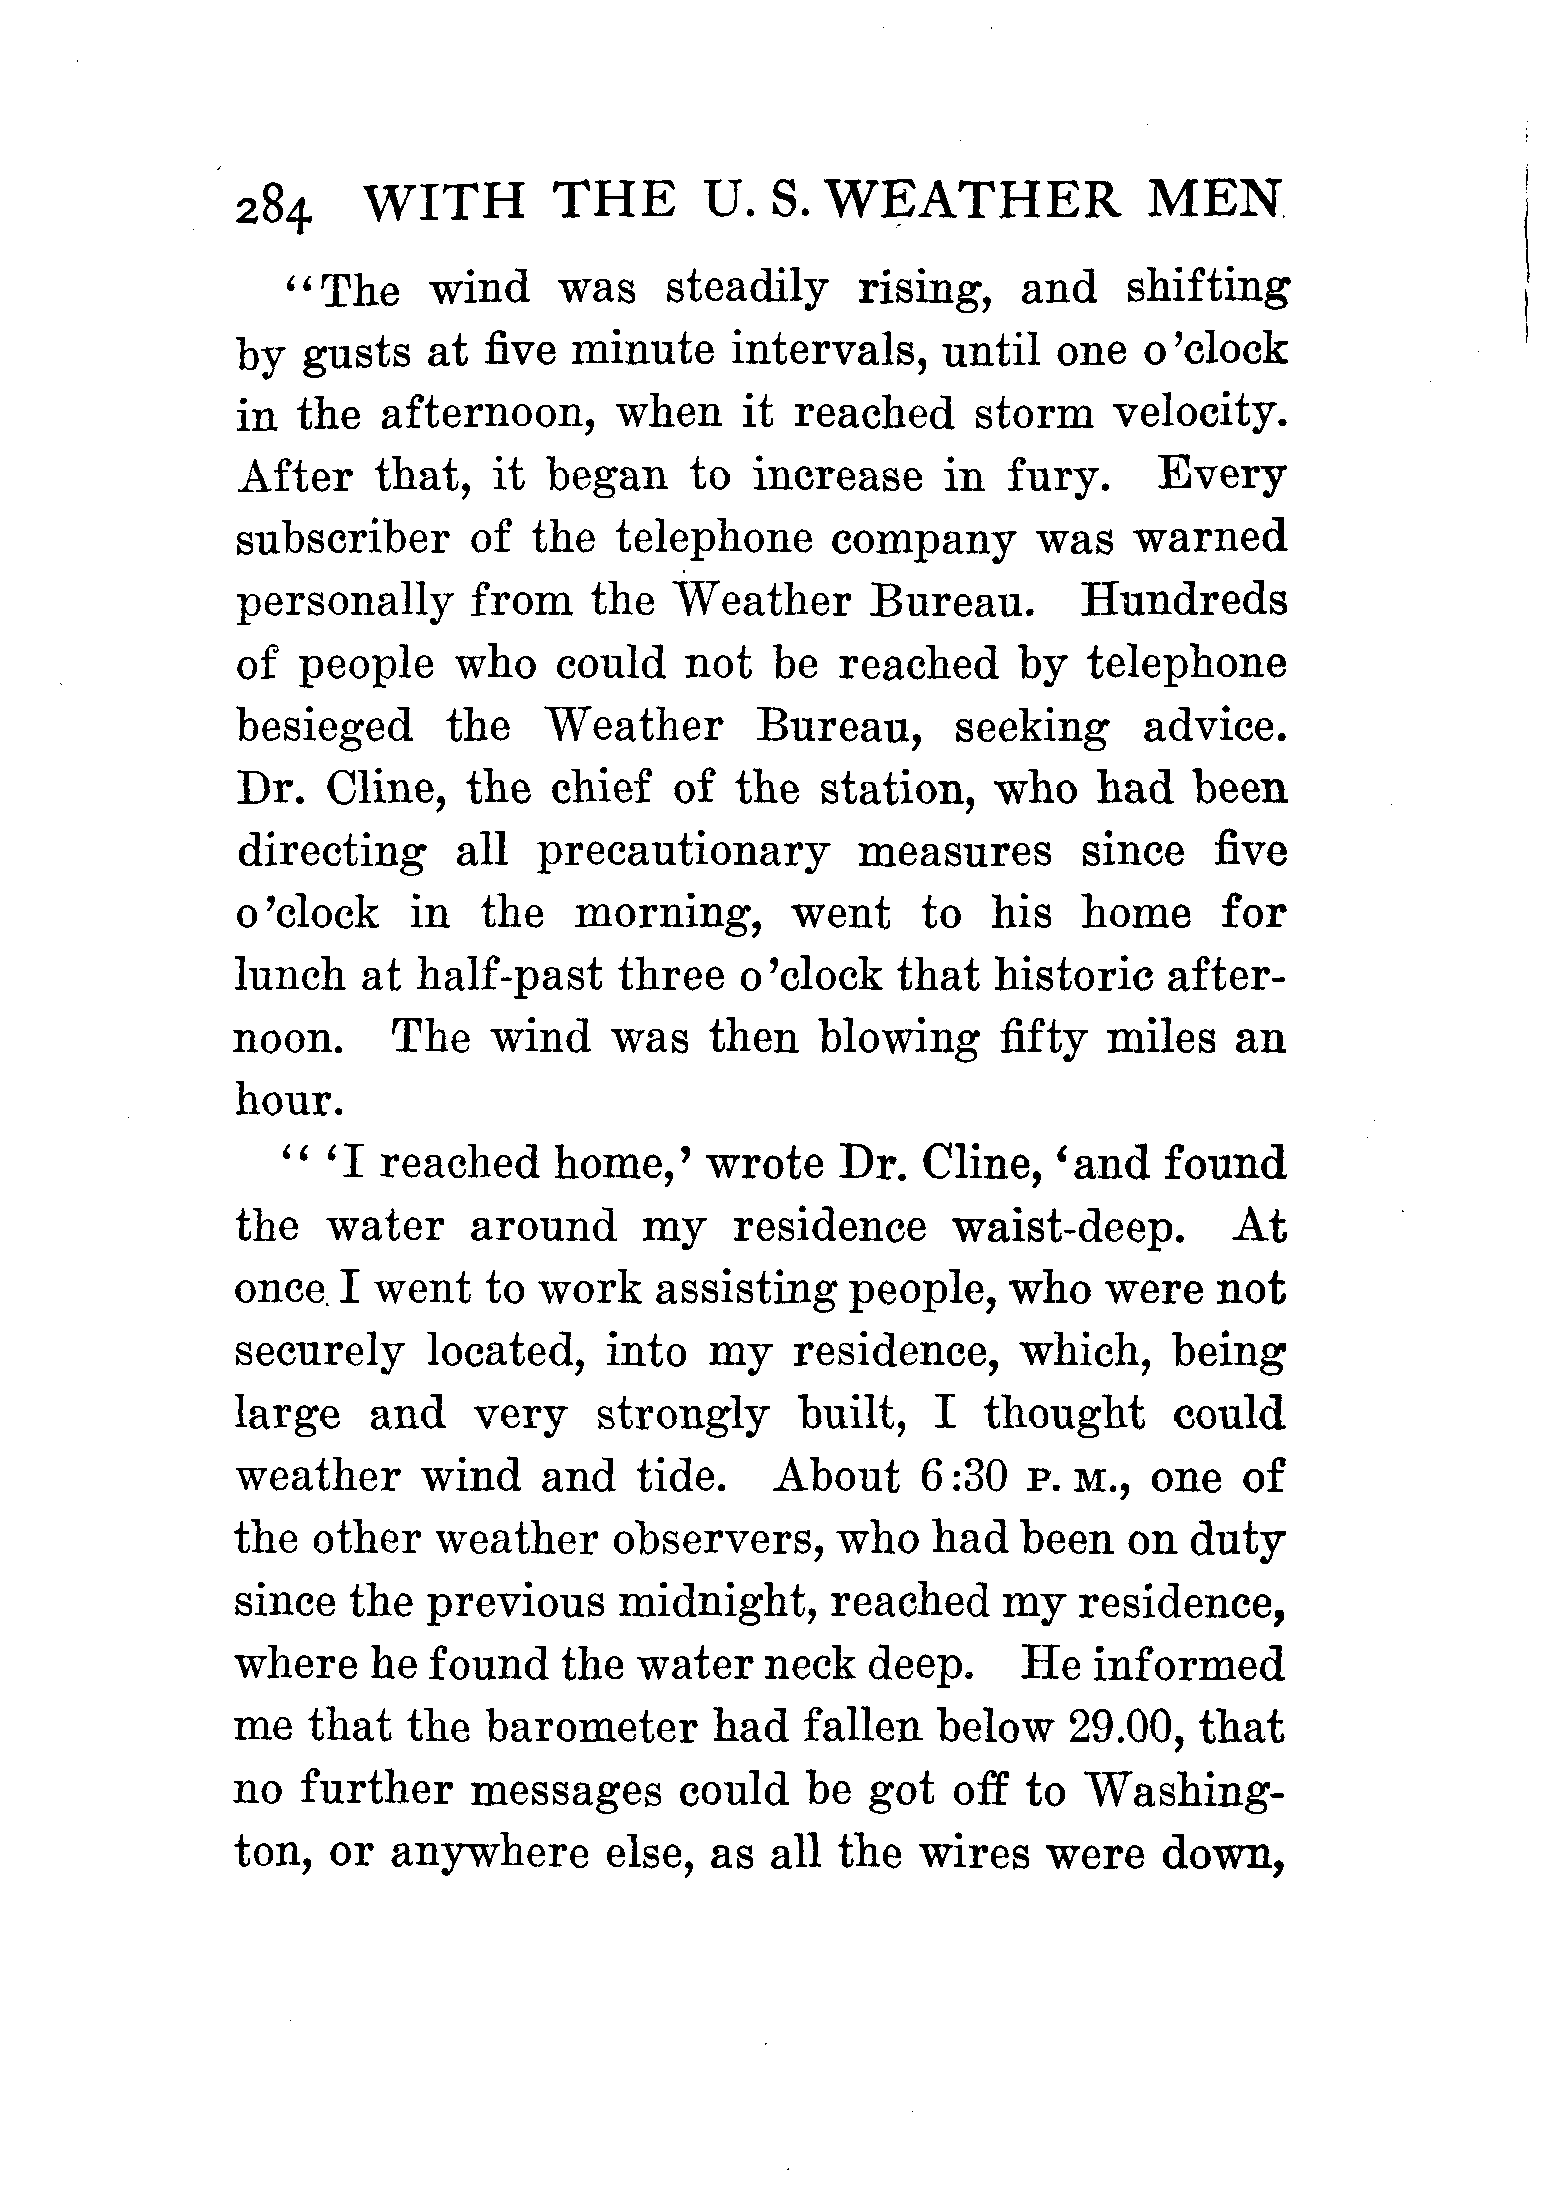 284 WITH THE U. S. WEATHER MEN
“The wind was steadily rising, and shifting
by gusts at five minute intervals, until one o’clock
in the afternoon, when it reached storm velocity.
After that, it began to increase in fury. Every
subscriber of the telephone company was warned
personally from the Weather Bureau. Hundreds
of people who could not be reached by telephone
besieged the Weather Bureau, seeking advice.
Dr. Cline, the chief of the station, who had been
directing all precautionary measures since five
o’clock in the morning, went to his home for
lunch at half-past three o’clock that historic after-
noon. The wind was then blowing fifty miles an
hour.
“ ‘I reached home,’ wrote Dr. Cline, ‘and found
the water around my residence waist-deep. At
once I went to work assisting people, who were not
securely located, into my residence, which, being
large and very strongly built, I thought could
weather wind and tide. About 6:30 P. M., one of
the other weather observers, who had been on duty
since the previous midnight, reached my residence,
where he found the water neck deep. He informed
me that the barometer had fallen below 29.00, that
no further messages could be got off to Washing-
ton, or anywhere else, as all the wires were down,